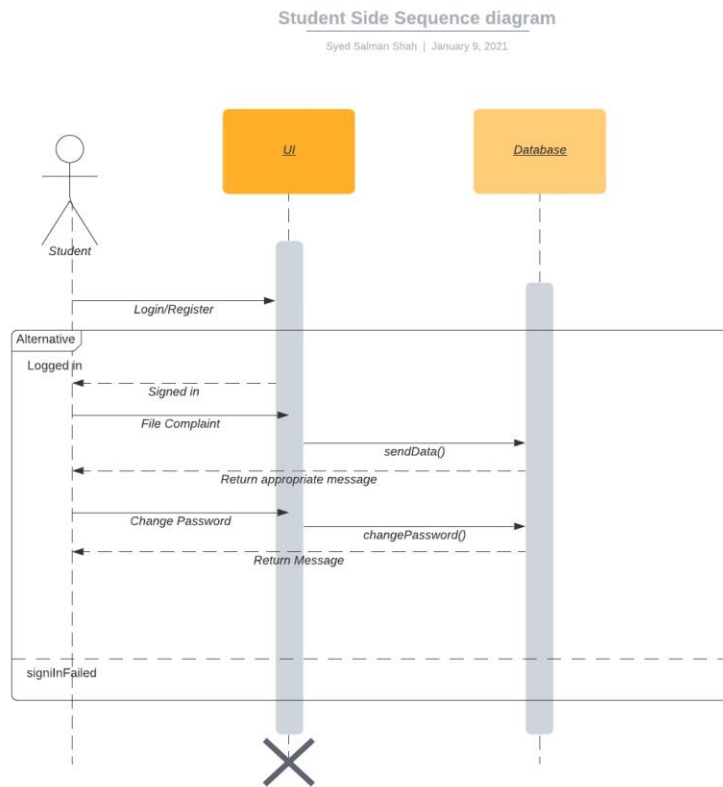 Student Side Sequence diagram
Syed Salman Shah | January 9, 2021
UI
Database
Student
Login/Register
Alternative
Logged in
Signed in
File Complaint
sendData()
Return appropriate message
Change Password
changePassword()
Return Message
signiInFailed